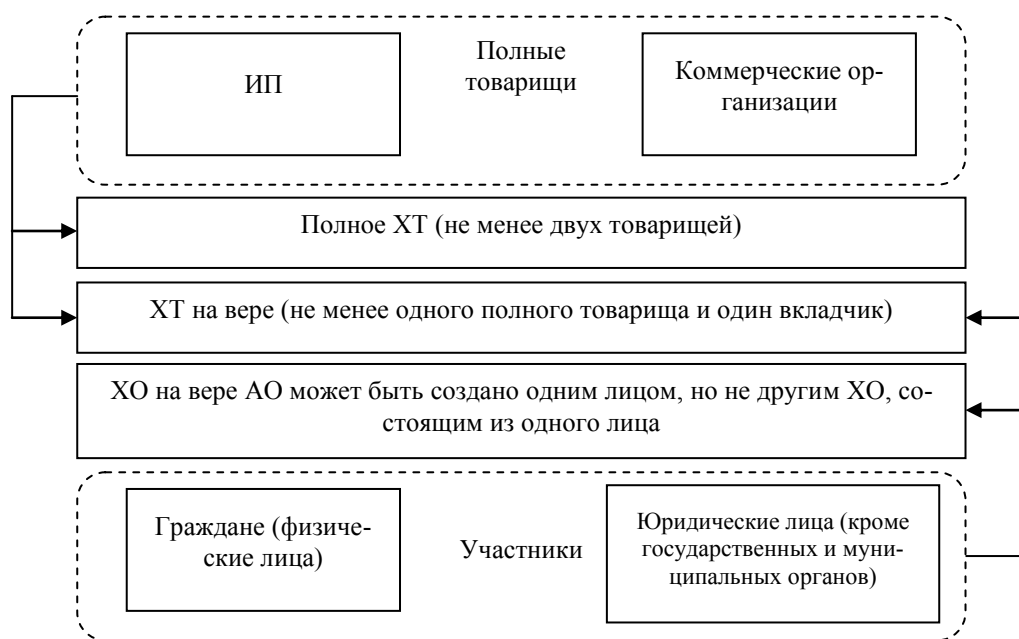 ИП
Полные
товарищи
Коммерческие ор-
ганизации
Полное ХТ (не менее двух товарищей)
ХТ на вере (не менее одного полного товарища и один вкладчик)
ХО на вере АО может быть создано одним лицом, но не другим ХО, со-
стоящим из одного лица
Граждане (физиче-
ские лица)
Участники
Юридические лица (кроме
государственных и муни-
ципальных органов)